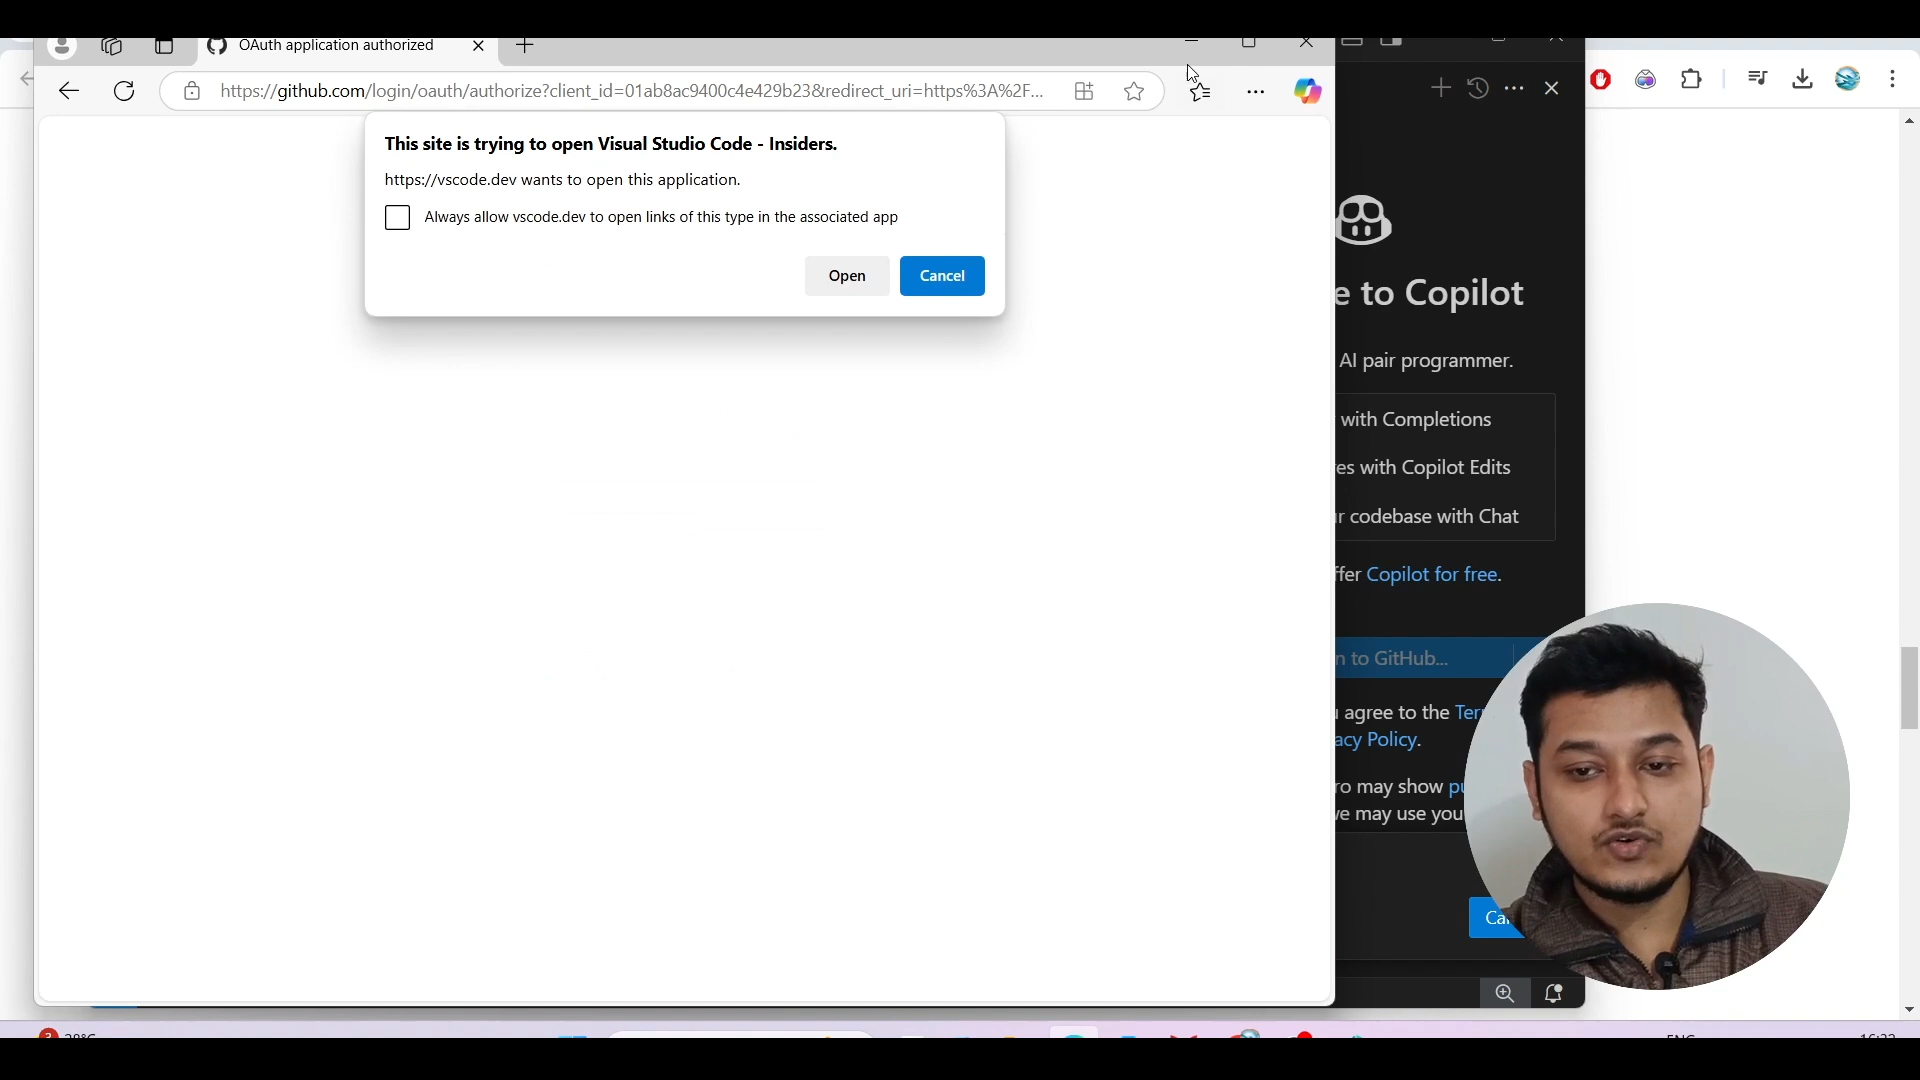 OAuth application authorized
https://github.com/login/oauth/authorize?client_id=01ab8ac9400c4e429b23&redirect_uri=https%3A%2F...
This site is trying to open Visual Studio Code - Insiders.
https://vscode.dev wants to open this application.
Always allow vscode.dev to open links of this type in the associated app
Open
Cancel
e to Copilot
AI pair programmer.
with Completions
es with Copilot Edits
r codebase with Chat
ffer Copilot for free.
n to GitHub...
u agree to the Ter
acy Policy.
ro may show pu
ve may use you
Ca